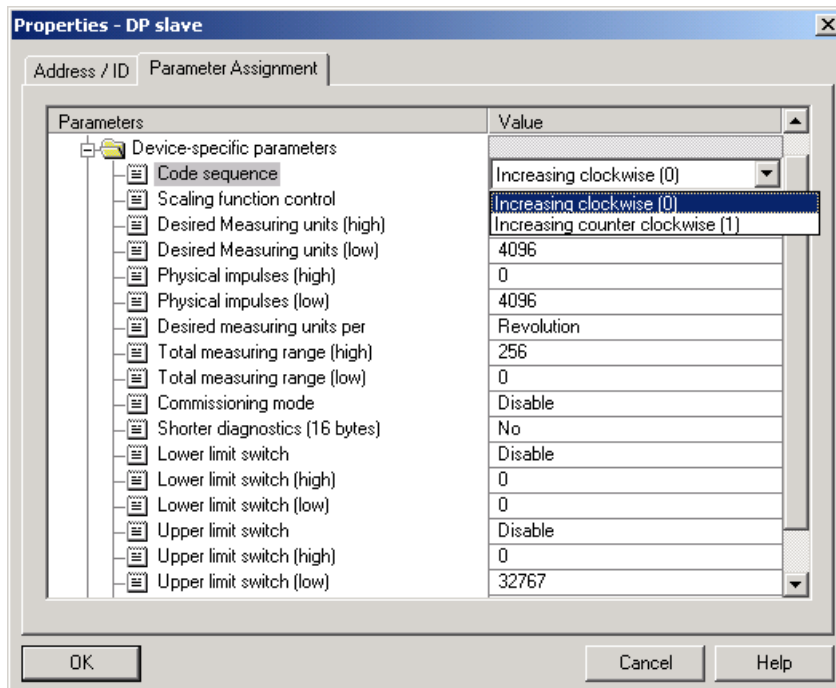 Properties - DP slave
Address / ID Parameter Assignment
Parameters Value
Device-specific parameters
Code sequence Increasing clockwise (0)
Scaling function control Increasing clockwise (0)
Desired Measuring units (high) Increasing counter clockwise (1)
Desired Measuring units (low) 4096
Physical impulses (high) 0
Physical impulses (low) 4096
Desired measuring units per Revolution
Total measuring range (high) 256
Total measuring range (low) 0
Commissioning mode Disable
Shorter diagnostics (16 bytes) No
Lower limit switch Disable
Lower limit switch (high) 0
Lower limit switch (low) 0
Upper limit switch Disable
Upper limit switch (high) 0
Upper limit switch (low) 32767
OK Cancel Help